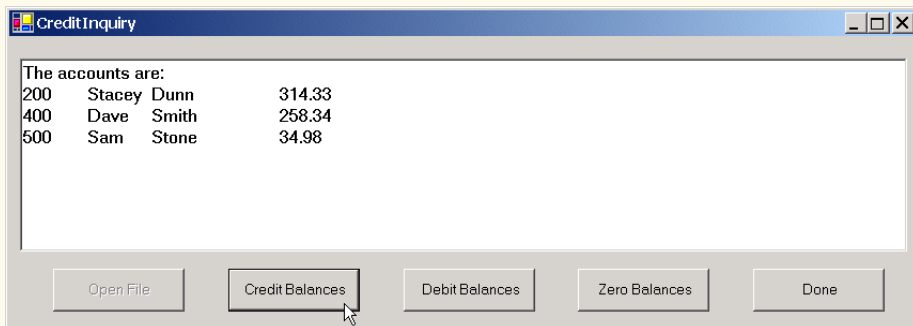 CreditInquiry
The accounts are:
200 Stacey Dunn 314.33
400 Dave Smith 258.34
500 Sam Stone 34.98
Open File Credit Balances Debit Balances Zero Balances Done